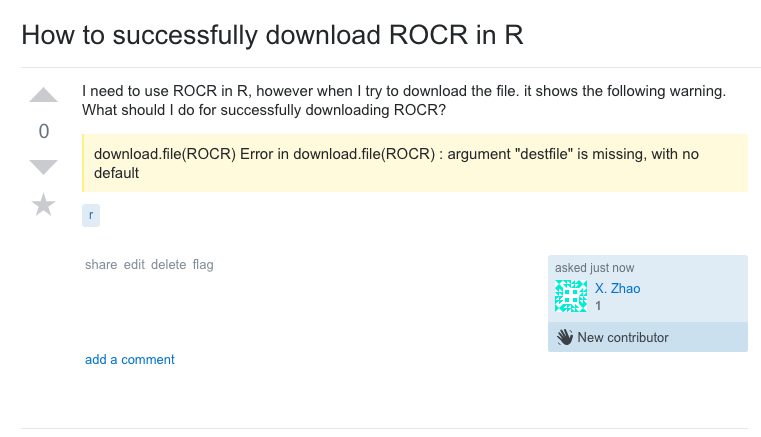 How to successfully download ROCR in R
I need to use ROCR in R, however when I try to download the file. it shows the following warning.
What should I do for successfully downloading ROCR?
0
download.file(ROCR) Error in download.file(ROCR) : argument "destfile" is missing, with no
default
r
share edit delete flag
asked just now
X. Zhao
1
New contributor
add a comment